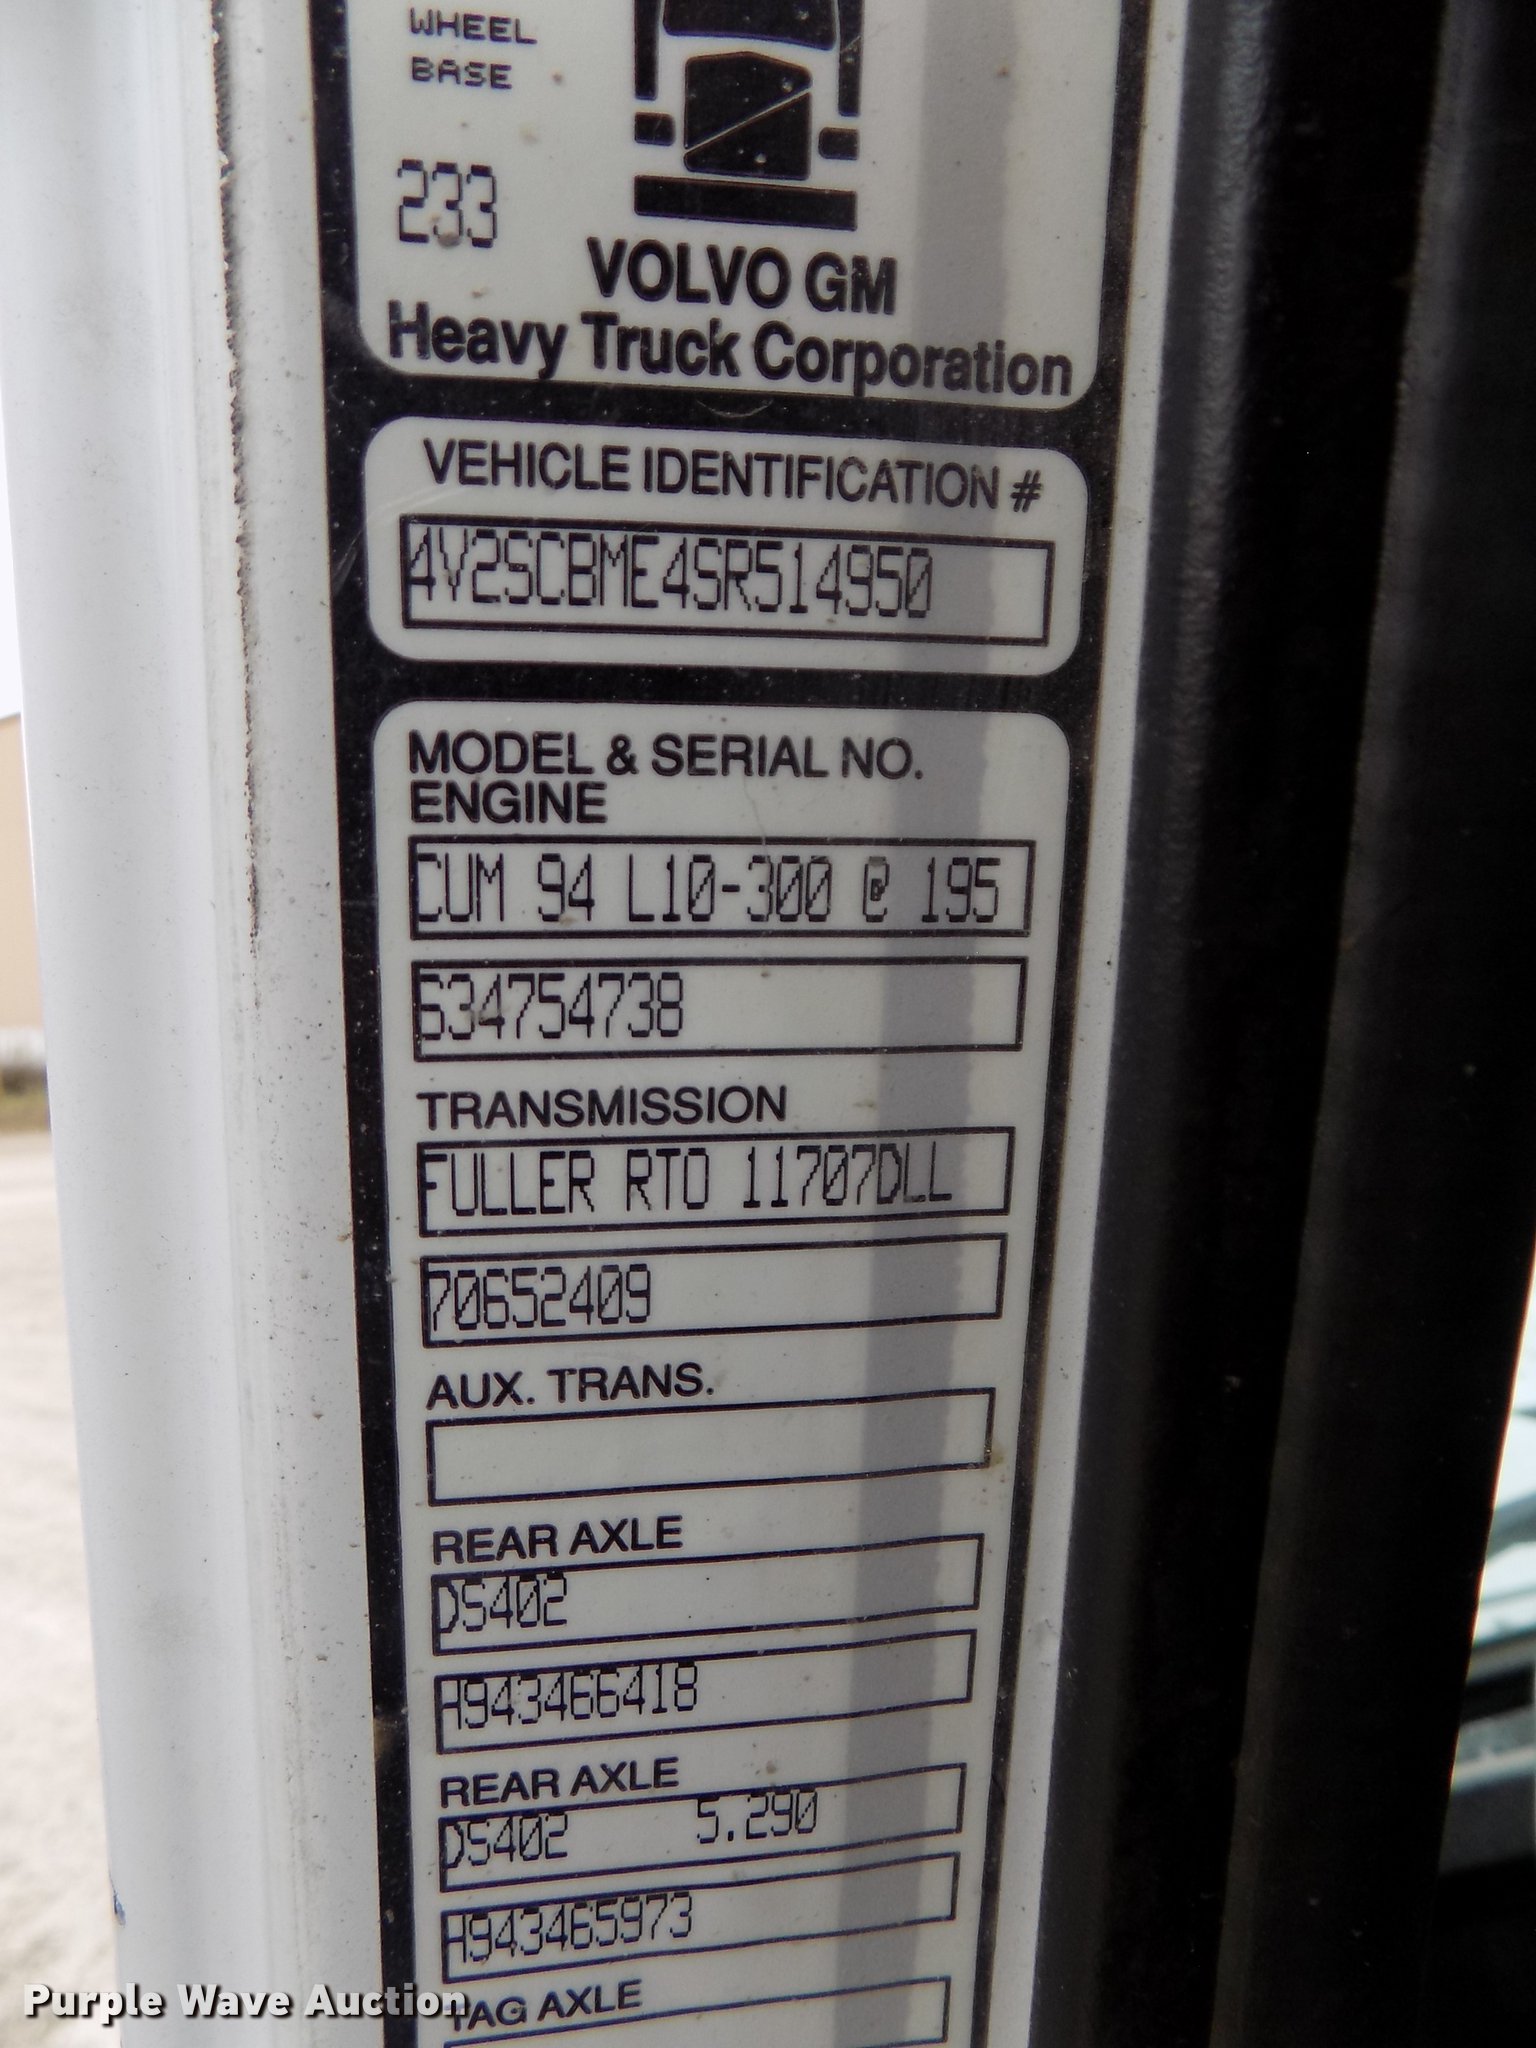 WHEEL
BASE
233
VOLVO GM
Heavy Truck Corporation
VEHICLE IDENTIFICATION #
4V2SCBME4SR514950
MODEL & SERIAL NO.
ENGINE
CUM 94 L10-300 @ 195
634754738
TRANSMISSION
FULLER RTO 11707DLL
70652409
AUX. TRANS.
REAR AXLE
DS402
H943466418
REAR AXLE
DS402 5.290
H943465973
TAG AXLE
Purple Wave Auction